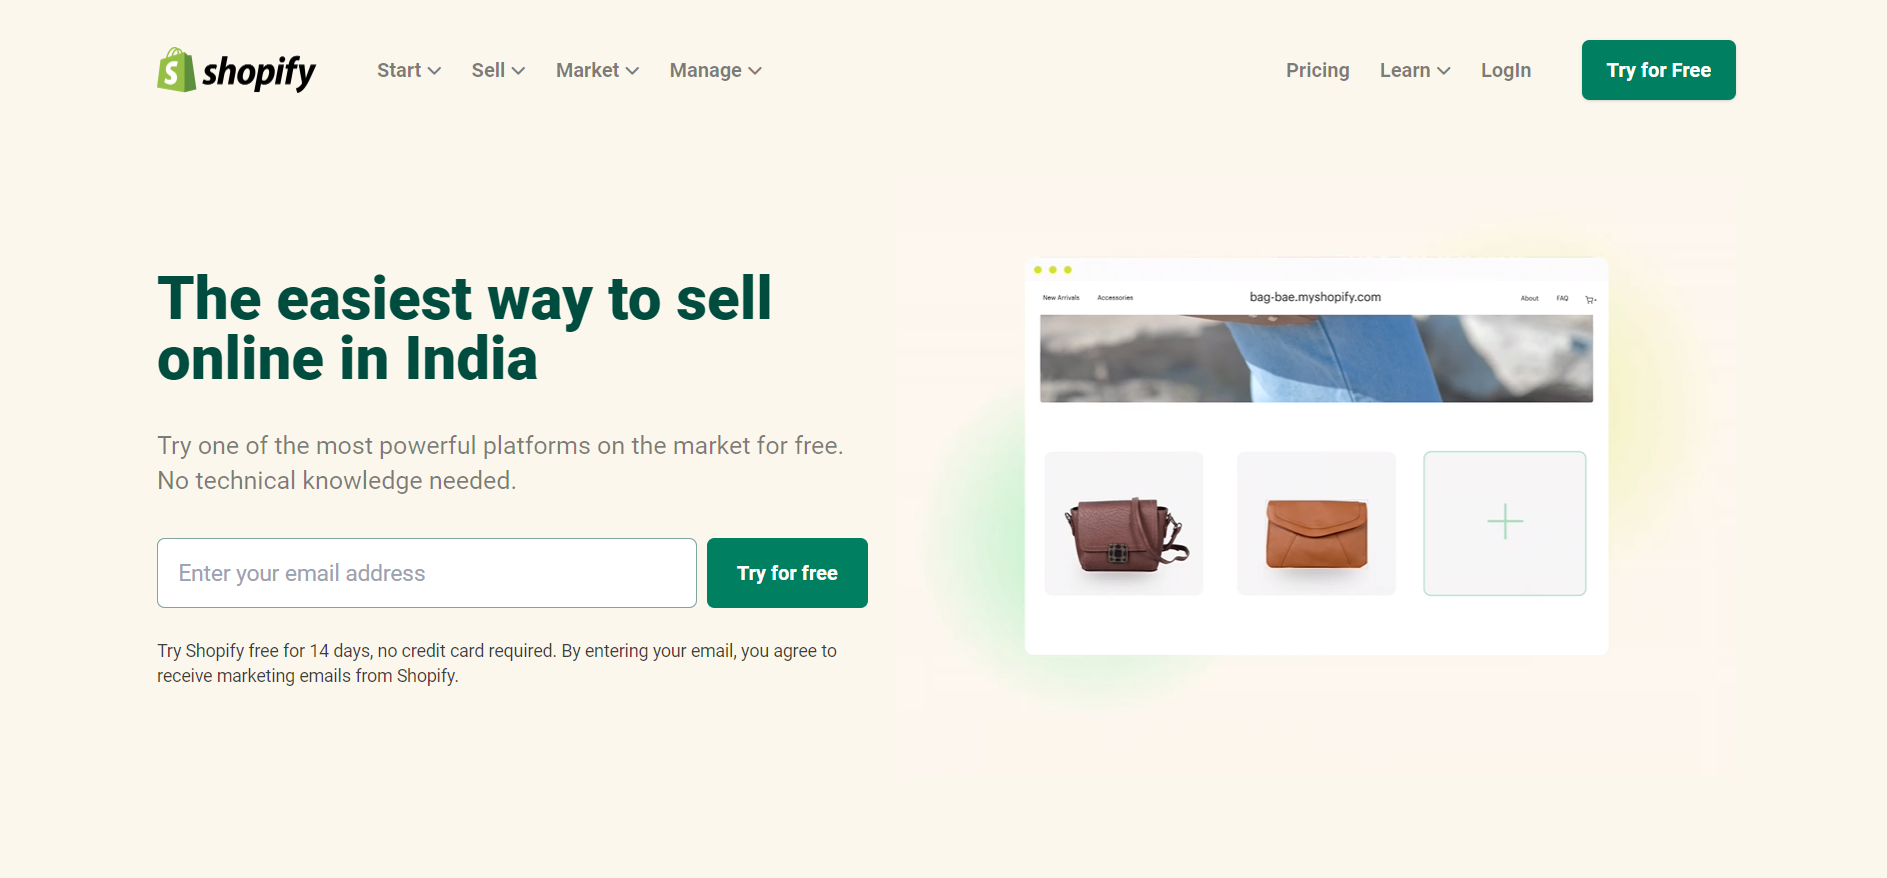 shopify
Start
Sell
Market
Manage
Pricing
Learn
LogIn
Try for Free
The easiest way to sell
online in India
Try one of the most powerful platforms on the market for free.
No technical knowledge needed.
Enter your email address
Try for free
Try Shopify free for 14 days, no credit card required. By entering your email, you agree to
receive marketing emails from Shopify.
New Arrivals
Accessories
bag-bae.myshopify.com
About
FAQ